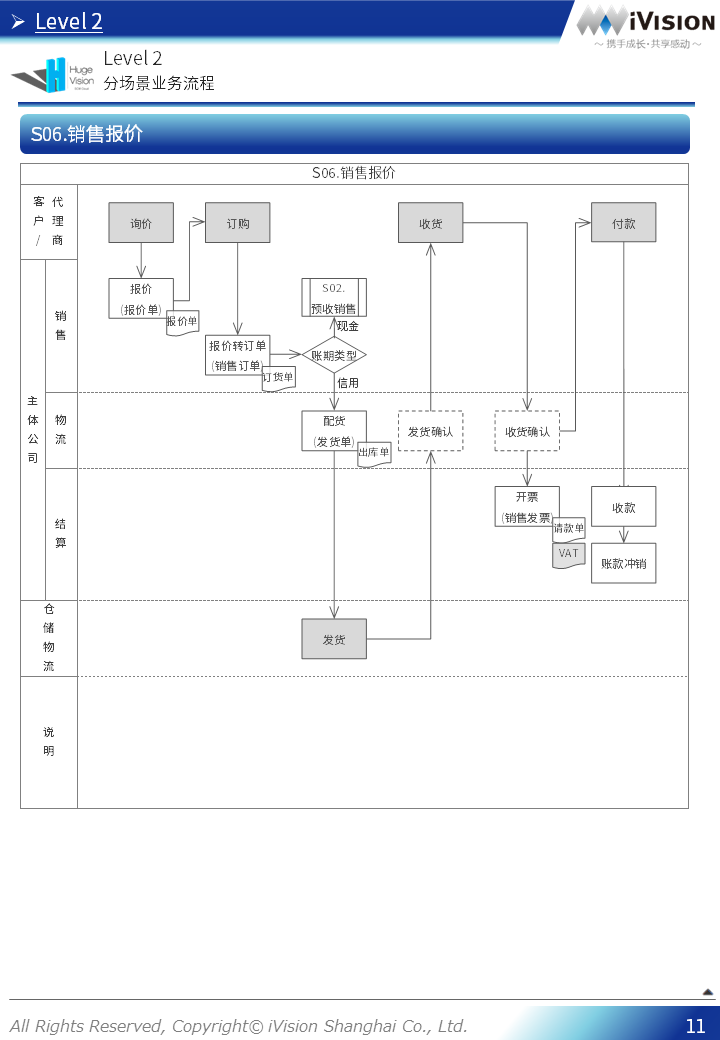 Level 2
iVISION
～ 携手成长·共享感动 ～
Huge
Vision
Level 2
分场景业务流程
S06.销售报价
S06.销售报价
客 代
户 理
/ 商
询价
订购
收货
付款
主
体
公
司
销
售
报价
(报价单)
报价单
报价转订单
(销售订单)
订货单
S02.
预收销售
现金
账期类型
信用
物
流
配货
(发货单)
出库单
发货确认
收货确认
结
算
开票
(销售发票)
请款单
VAT
收款
账款冲销
仓
储
物
流
发货
说
明
All Rights Reserved, Copyright© iVision Shanghai Co., Ltd.
11